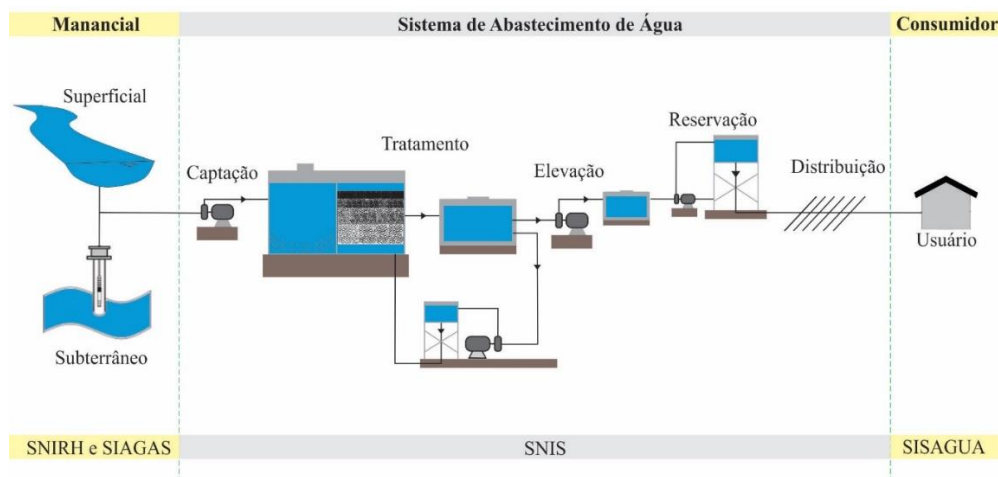 Manancial
Sistema de Abastecimento de Água
Consumidor
Superficial
Captação
Tratamento
Elevação
Reservação
Distribuição
Usuário
Subterrâneo
SNIRH e SIAGAS
SNIS
SISAGUA